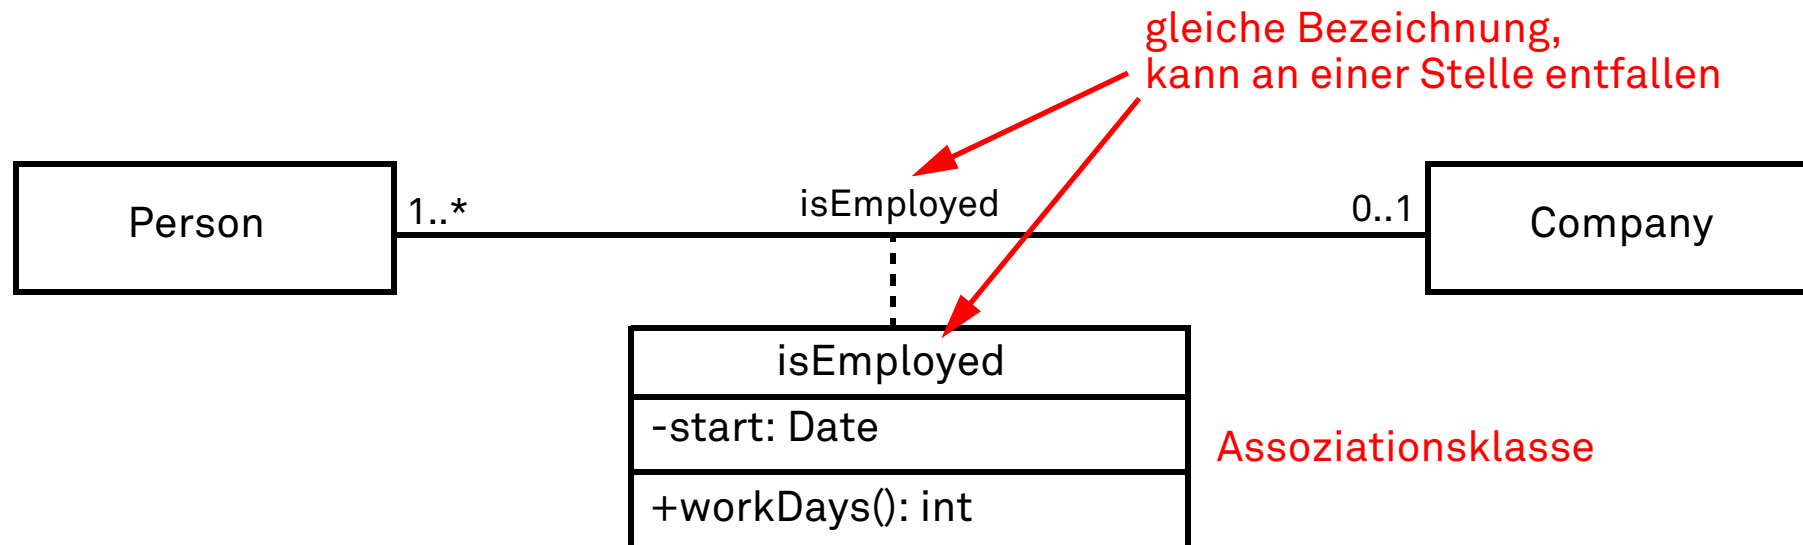 gleiche Bezeichnung,
kann an einer Stelle entfallen
Person
1..*
isEmployed
0..1
Company
isEmployed
-start: Date
Assoziationsklasse
+workDays(): int